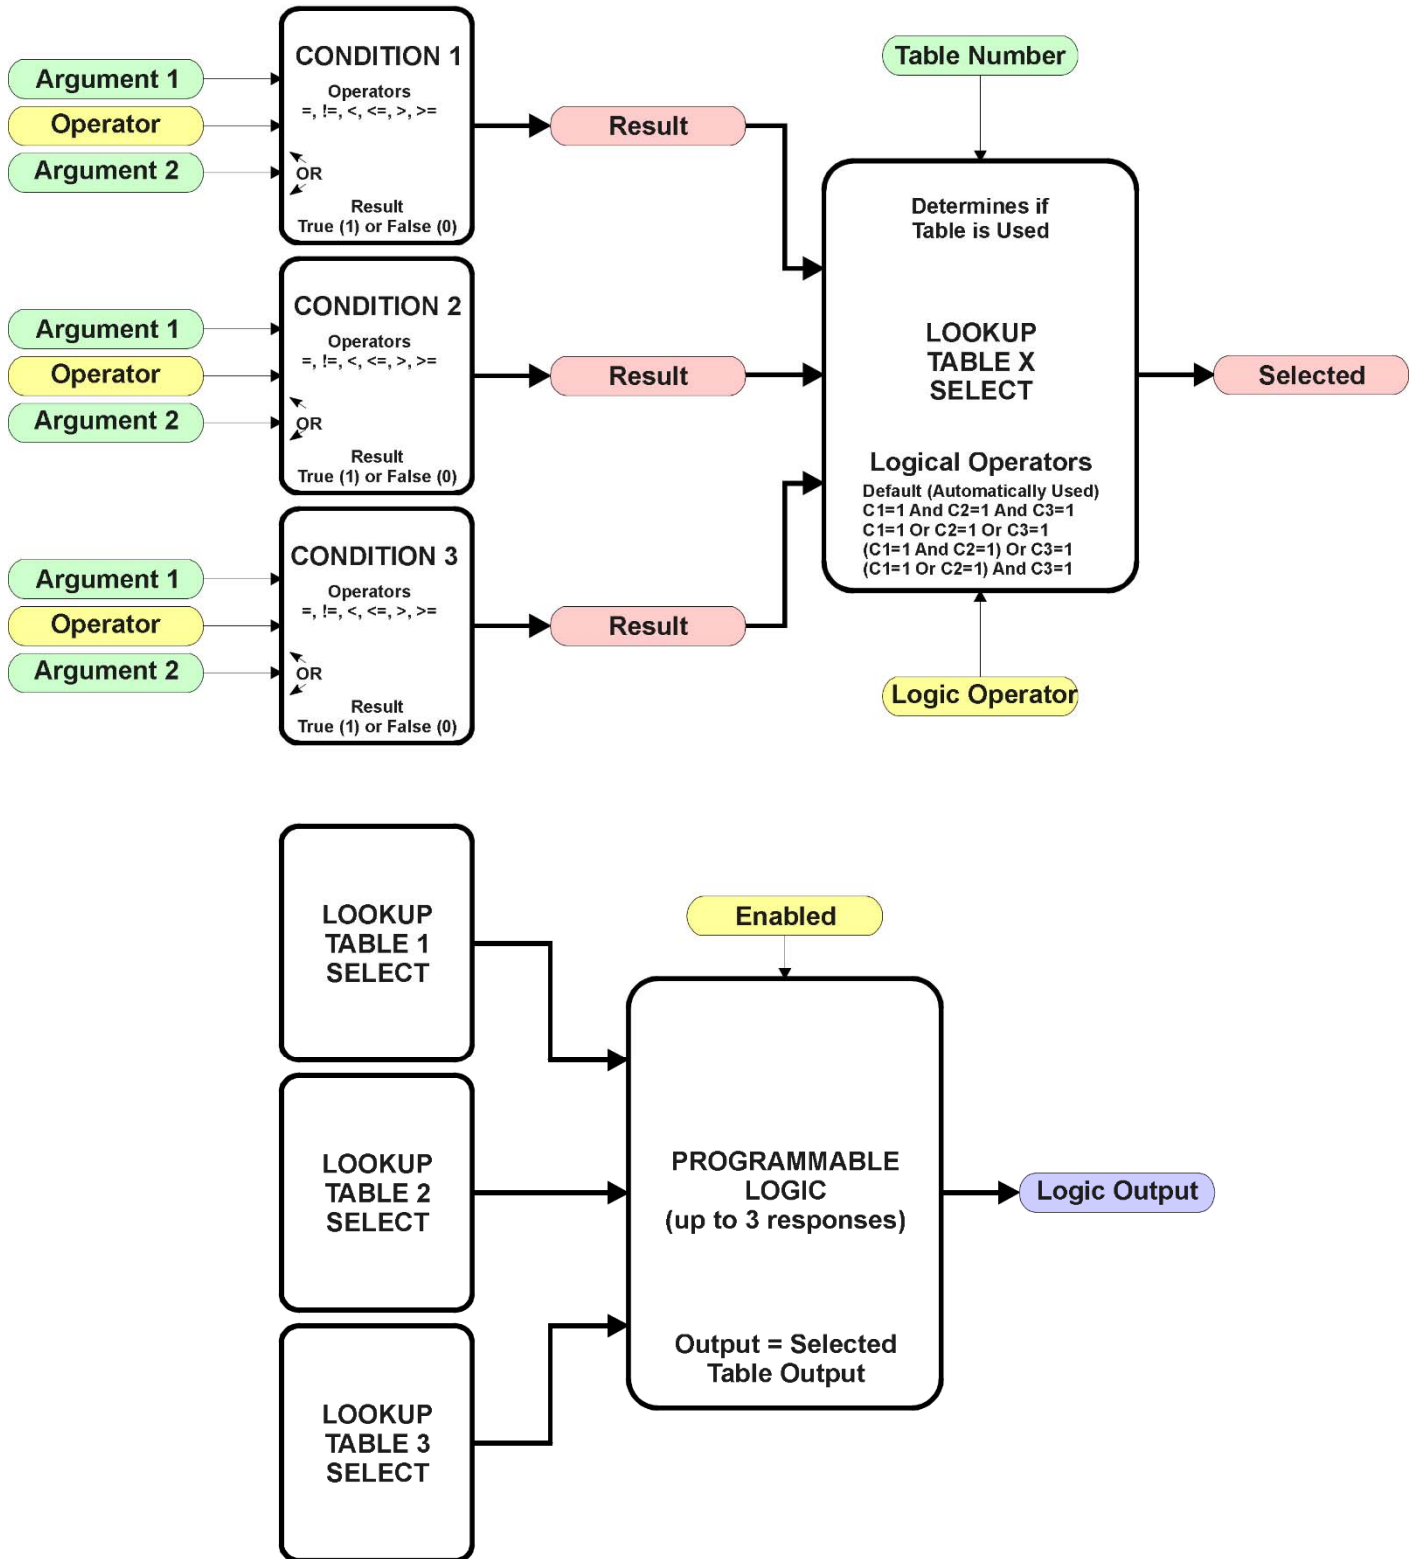 CONDITION 1
Operators
=, !=, <, <=, >, >=
OR
Result
True (1) or False (0)
Argument 1
Operator
Argument 2
Result
CONDITION 2
Operators
=, !=, <, <=, >, >=
OR
Result
True (1) or False (0)
Argument 1
Operator
Argument 2
Result
CONDITION 3
Operators
=, !=, <, <=, >, >=
OR
Result
True (1) or False (0)
Argument 1
Operator
Argument 2
Result
Table Number
Determines if
Table is Used
LOOKUP
TABLE X
SELECT
Logical Operators
Default (Automatically Used)
C1=1 And C2=1 And C3=1
C1=1 Or C2=1 Or C3=1
(C1=1 And C2=1) Or C3=1
(C1=1 Or C2=1) And C3=1
Logic Operator
Selected
LOOKUP
TABLE 1
SELECT
LOOKUP
TABLE 2
SELECT
LOOKUP
TABLE 3
SELECT
Enabled
PROGRAMMABLE
LOGIC
(up to 3 responses)
Output = Selected
Table Output
Logic Output